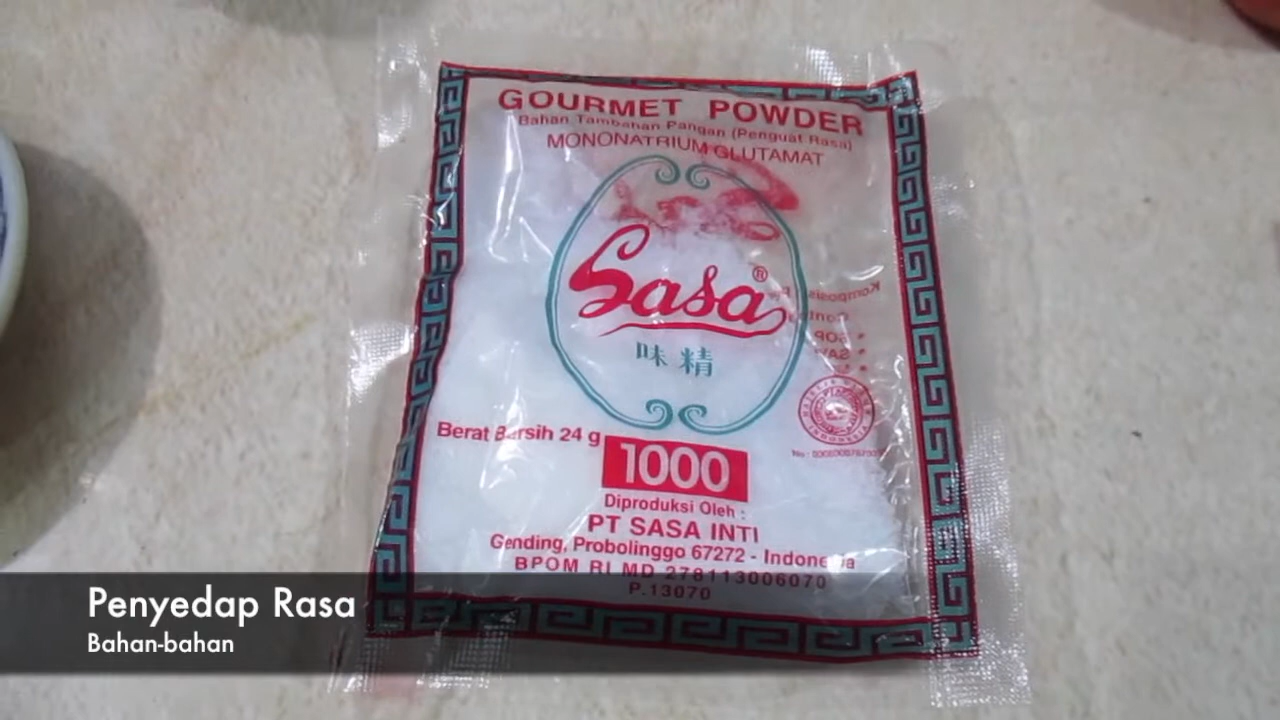 GOURMET POWDER
Bahan Tambahan Pangan (Penguat Rasa)
MONONATRIUM GLUTAMAT
Sasa®
味精
Berat Bersih 24 g
1000
Diproduksi Oleh :
PT SASA INTI
Gending, Probolinggo 67272 - Indonesia
BPOM RI MD 278113006070
P.13070
Penyedap Rasa
Bahan-bahan